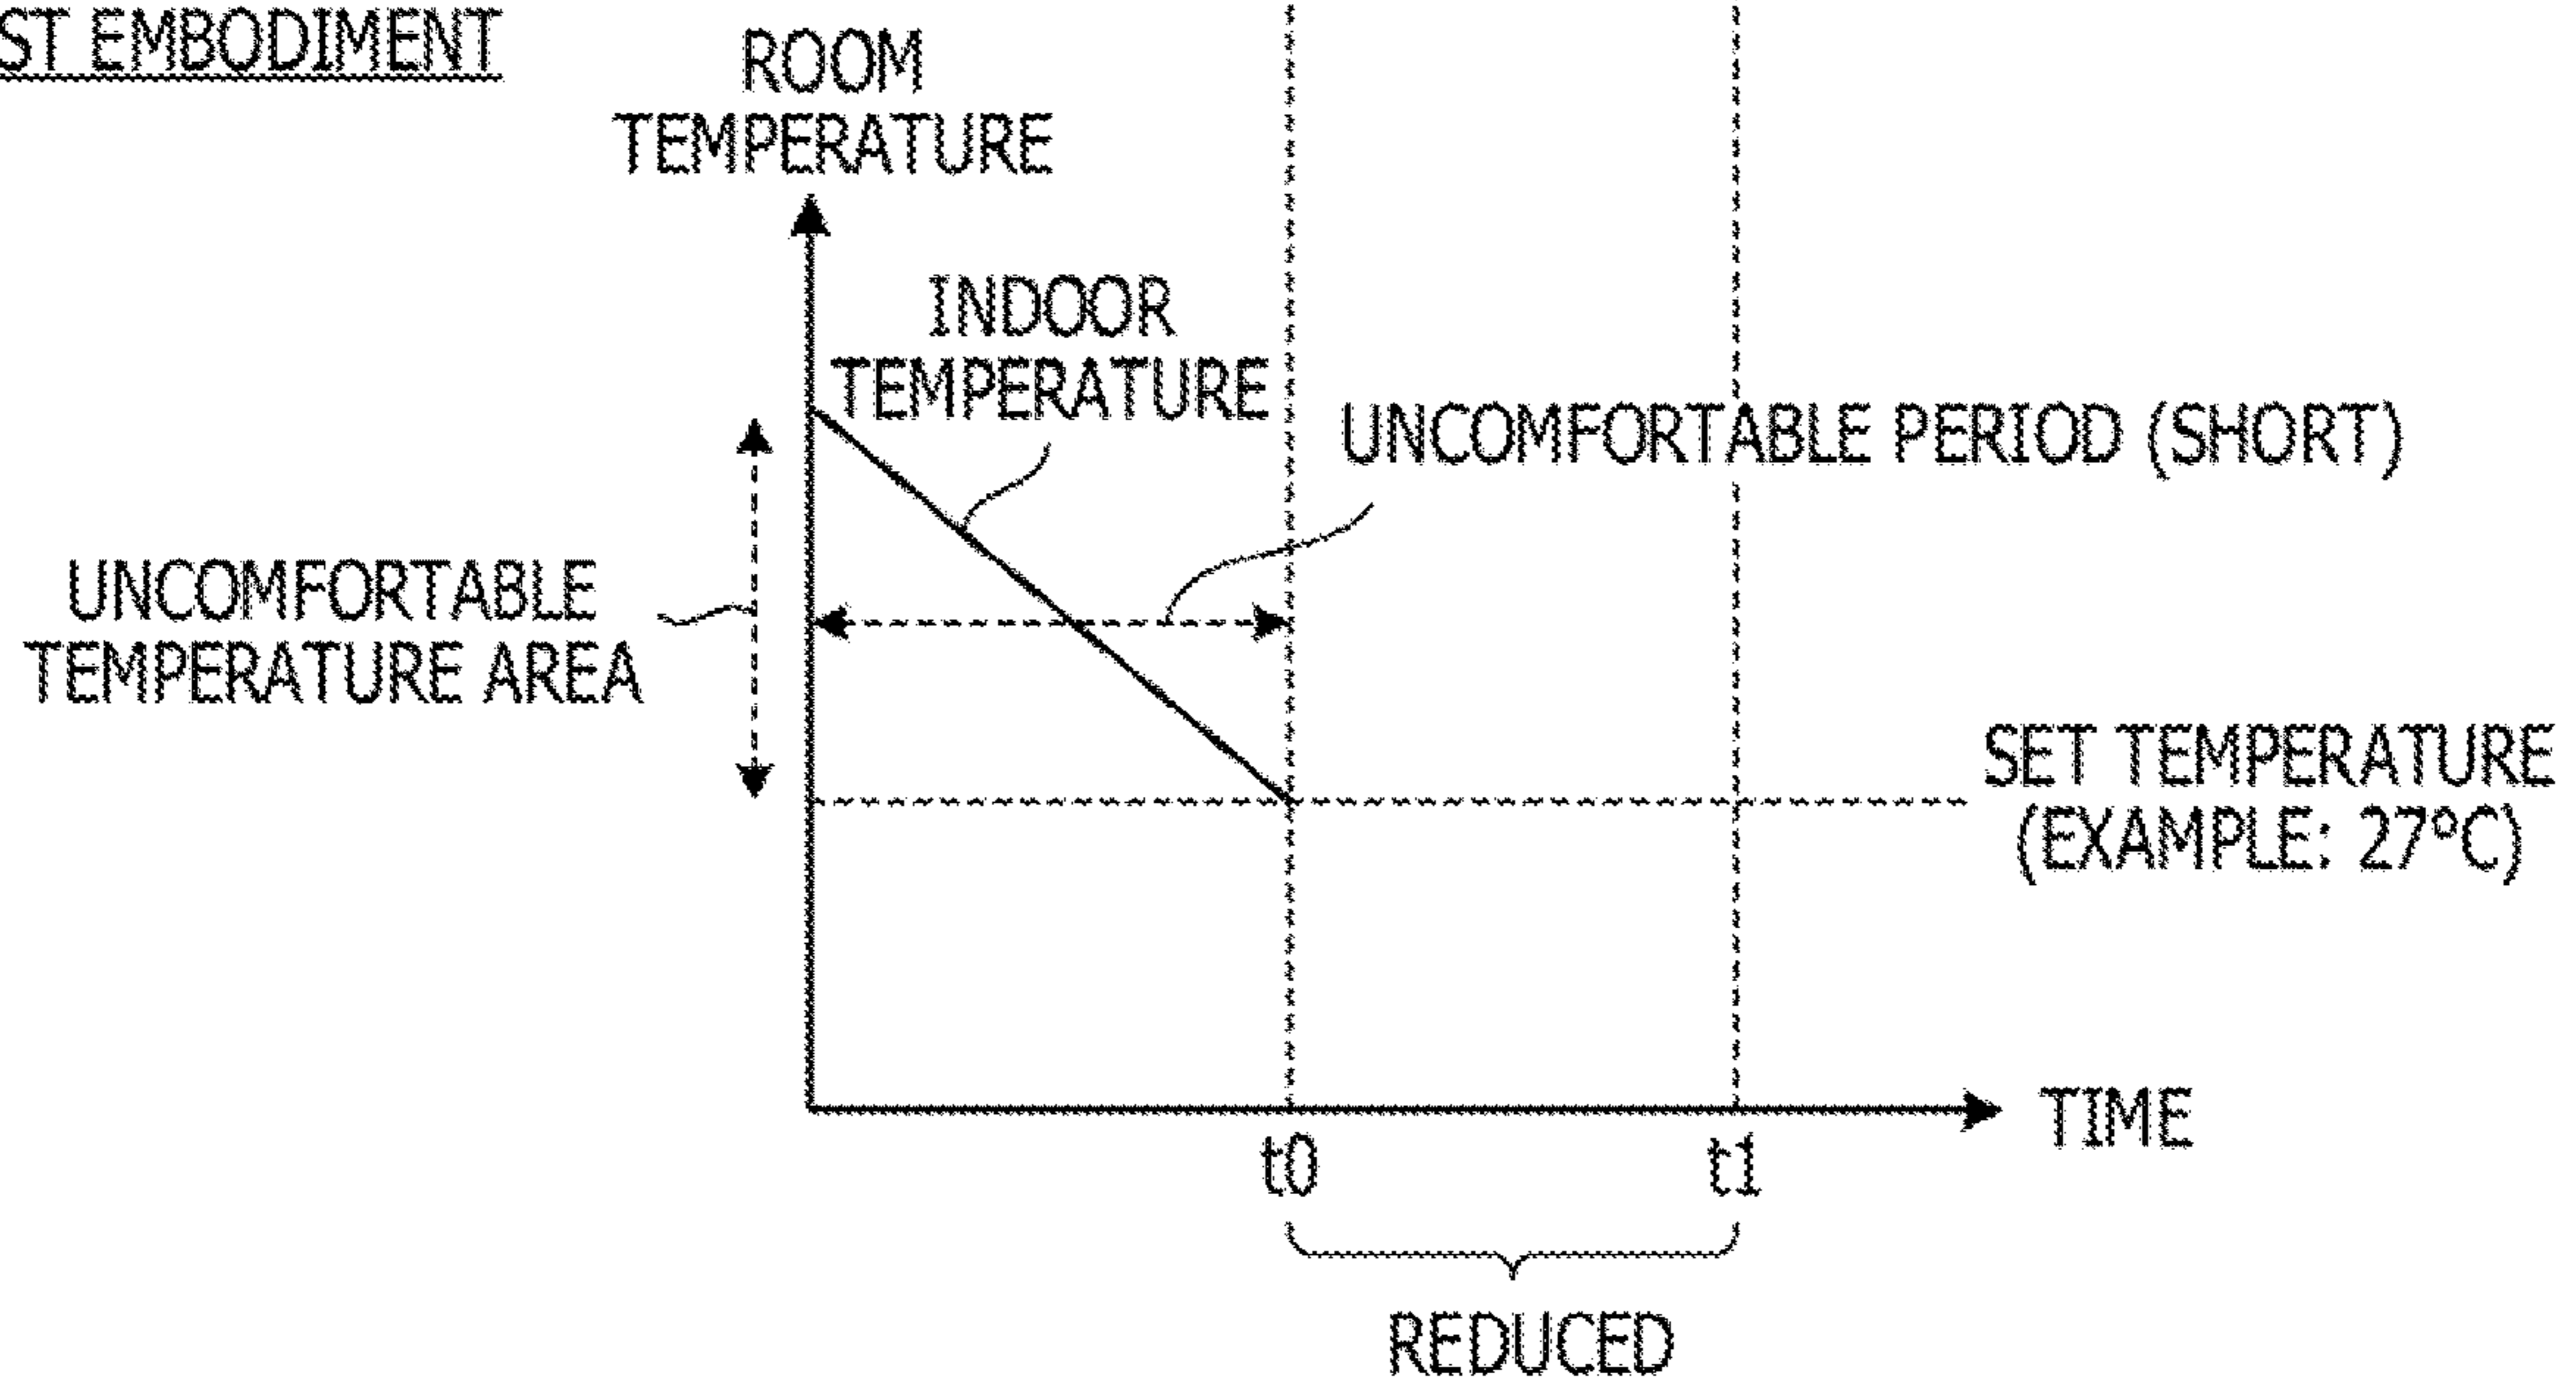 ST EMBODIMENT
ROOM
TEMPERATURE
INDOOR
TEMPERATURE
UNCOMFORTABLE PERIOD (SHORT)
UNCOMFORTABLE
TEMPERATURE AREA
SET TEMPERATURE
(EXAMPLE: 27°C)
TIME
t0
t1
REDUCED